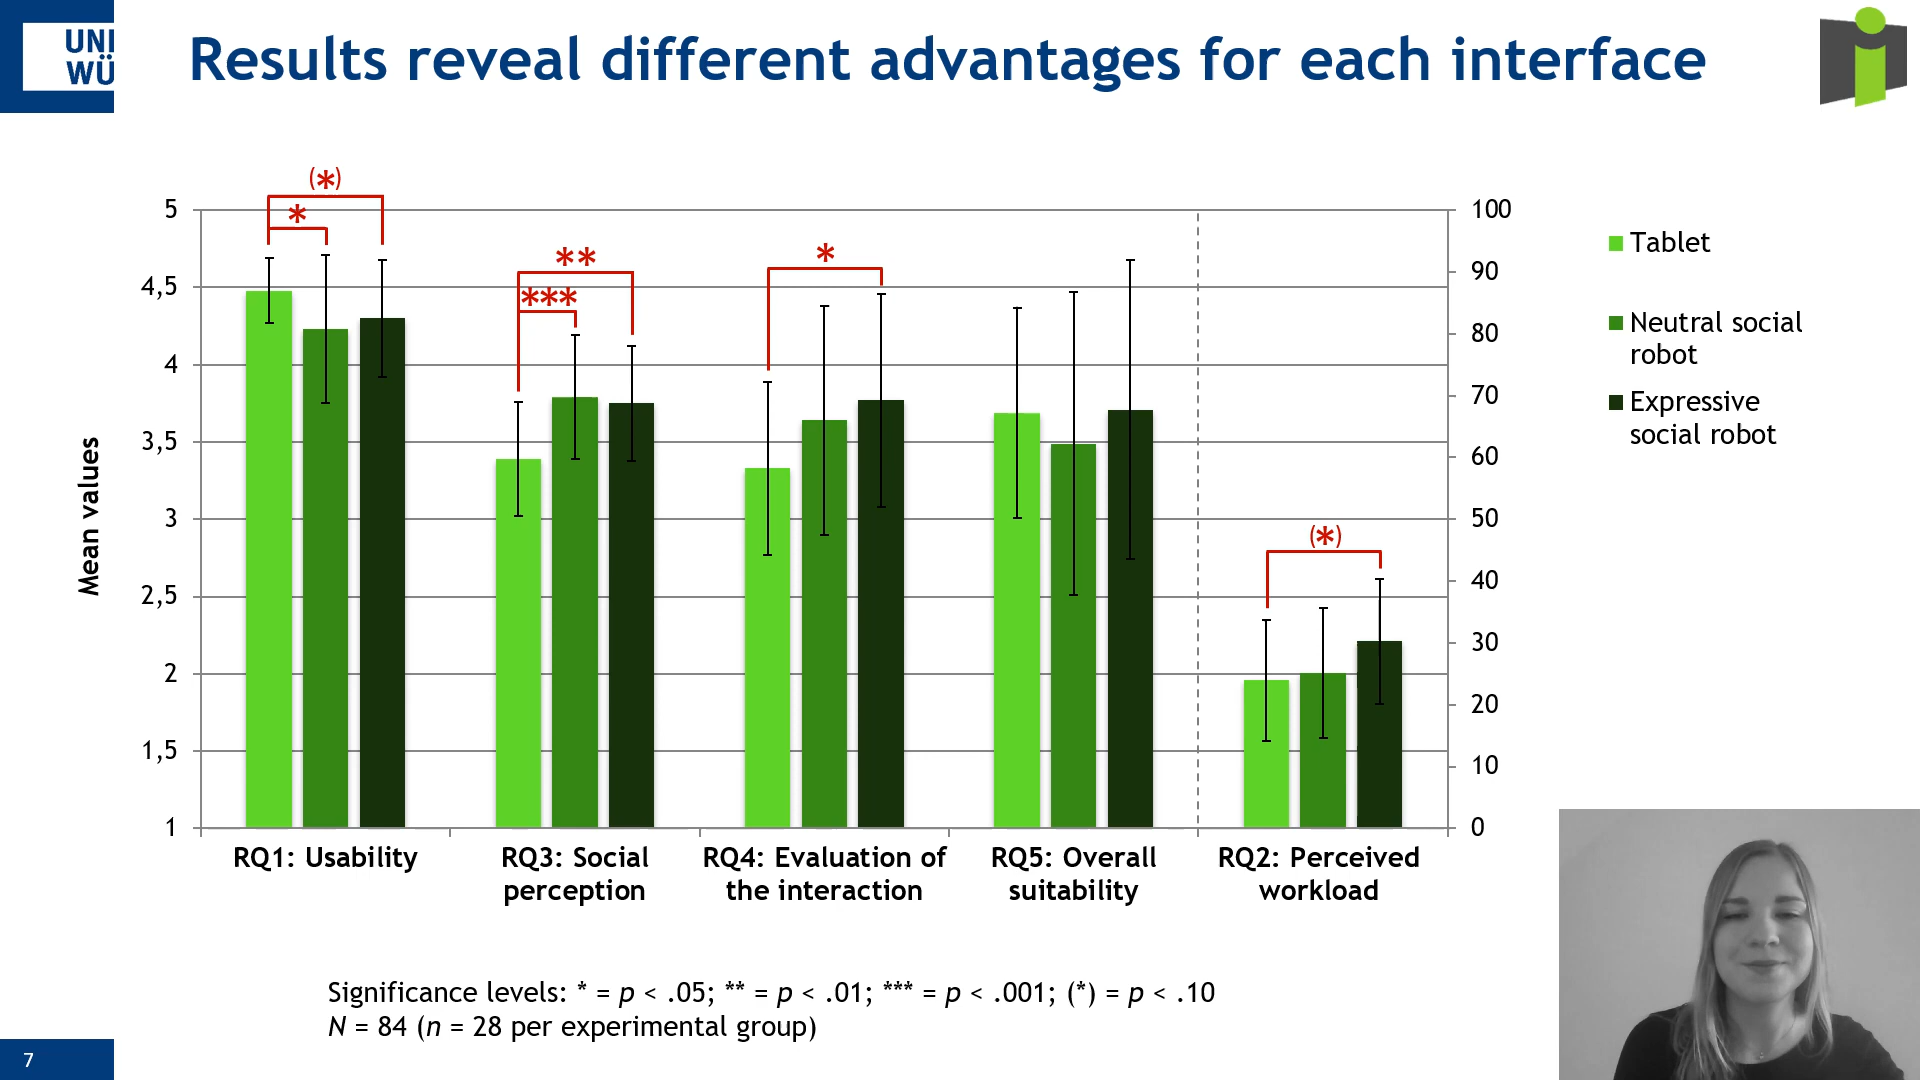 UNI
WÜ
Results reveal different advantages for each interface
(*)
*
**
***
*
(*)
5
4,5
4
3,5
3
2,5
2
1,5
1
Mean values
100
90
80
70
60
50
40
30
20
10
0
Tablet
Neutral social
robot
Expressive
social robot
RQ1: Usability
RQ3: Social
perception
RQ4: Evaluation of
the interaction
RQ5: Overall
suitability
RQ2: Perceived
workload
Significance levels: * = p < .05; ** = p < .01; *** = p < .001; (*) = p < .10
N = 84 (n = 28 per experimental group)
7